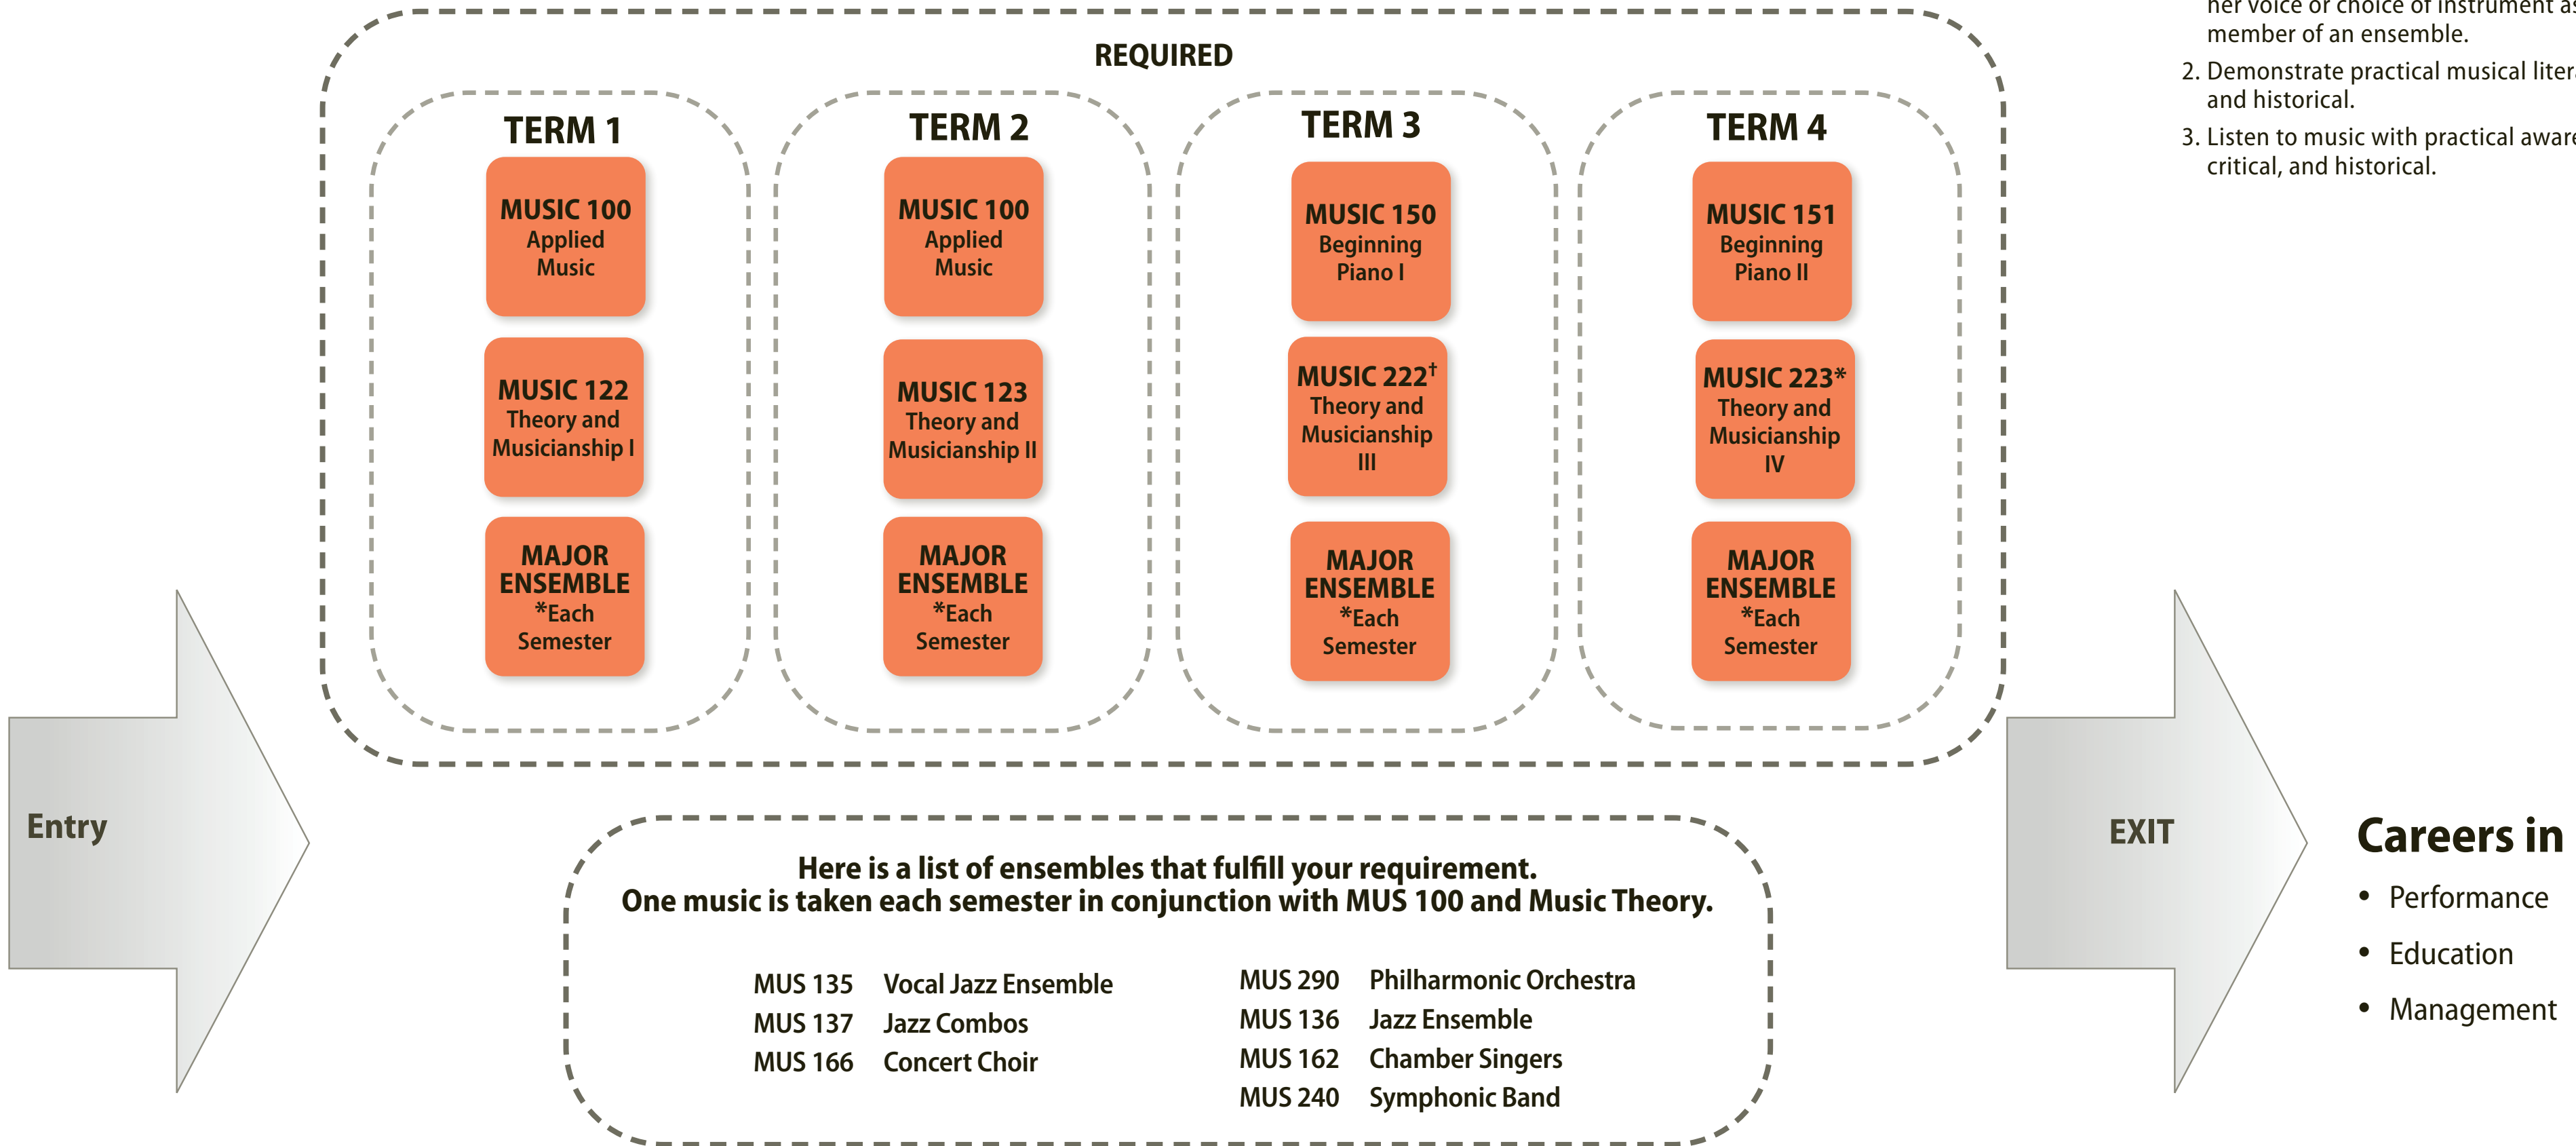 REQUIRED
TERM 1
MUSIC 100
Applied
Music
MUSIC 122
Theory and
Musicianship I
MAJOR
ENSEMBLE
*Each
Semester
TERM 2
MUSIC 100
Applied
Music
MUSIC 123
Theory and
Musicianship II
MAJOR
ENSEMBLE
*Each
Semester
TERM 3
MUSIC 150
Beginning
Piano I
MUSIC 222†
Theory and
Musicianship
III
MAJOR
ENSEMBLE
*Each
Semester
TERM 4
MUSIC 151
Beginning
Piano II
MUSIC 223*
Theory and
Musicianship
IV
MAJOR
ENSEMBLE
*Each
Semester
her voice or choice of instrument as
member of an ensemble.
2. Demonstrate practical musical
and historical.
3. Listen to music with practical
critical, and historical.
Entry
Here is a list of ensembles that fulfill your requirement.
One music is taken each semester in conjunction with MUS 100 and Music Theory.
MUS 135 Vocal Jazz Ensemble
MUS 137 Jazz Combos
MUS 166 Concert Choir
MUS 290 Philharmonic Orchestra
MUS 136 Jazz Ensemble
MUS 162 Chamber Singers
MUS 240 Symphonic Band
EXIT
Careers in
• Performance
• Education
• Management